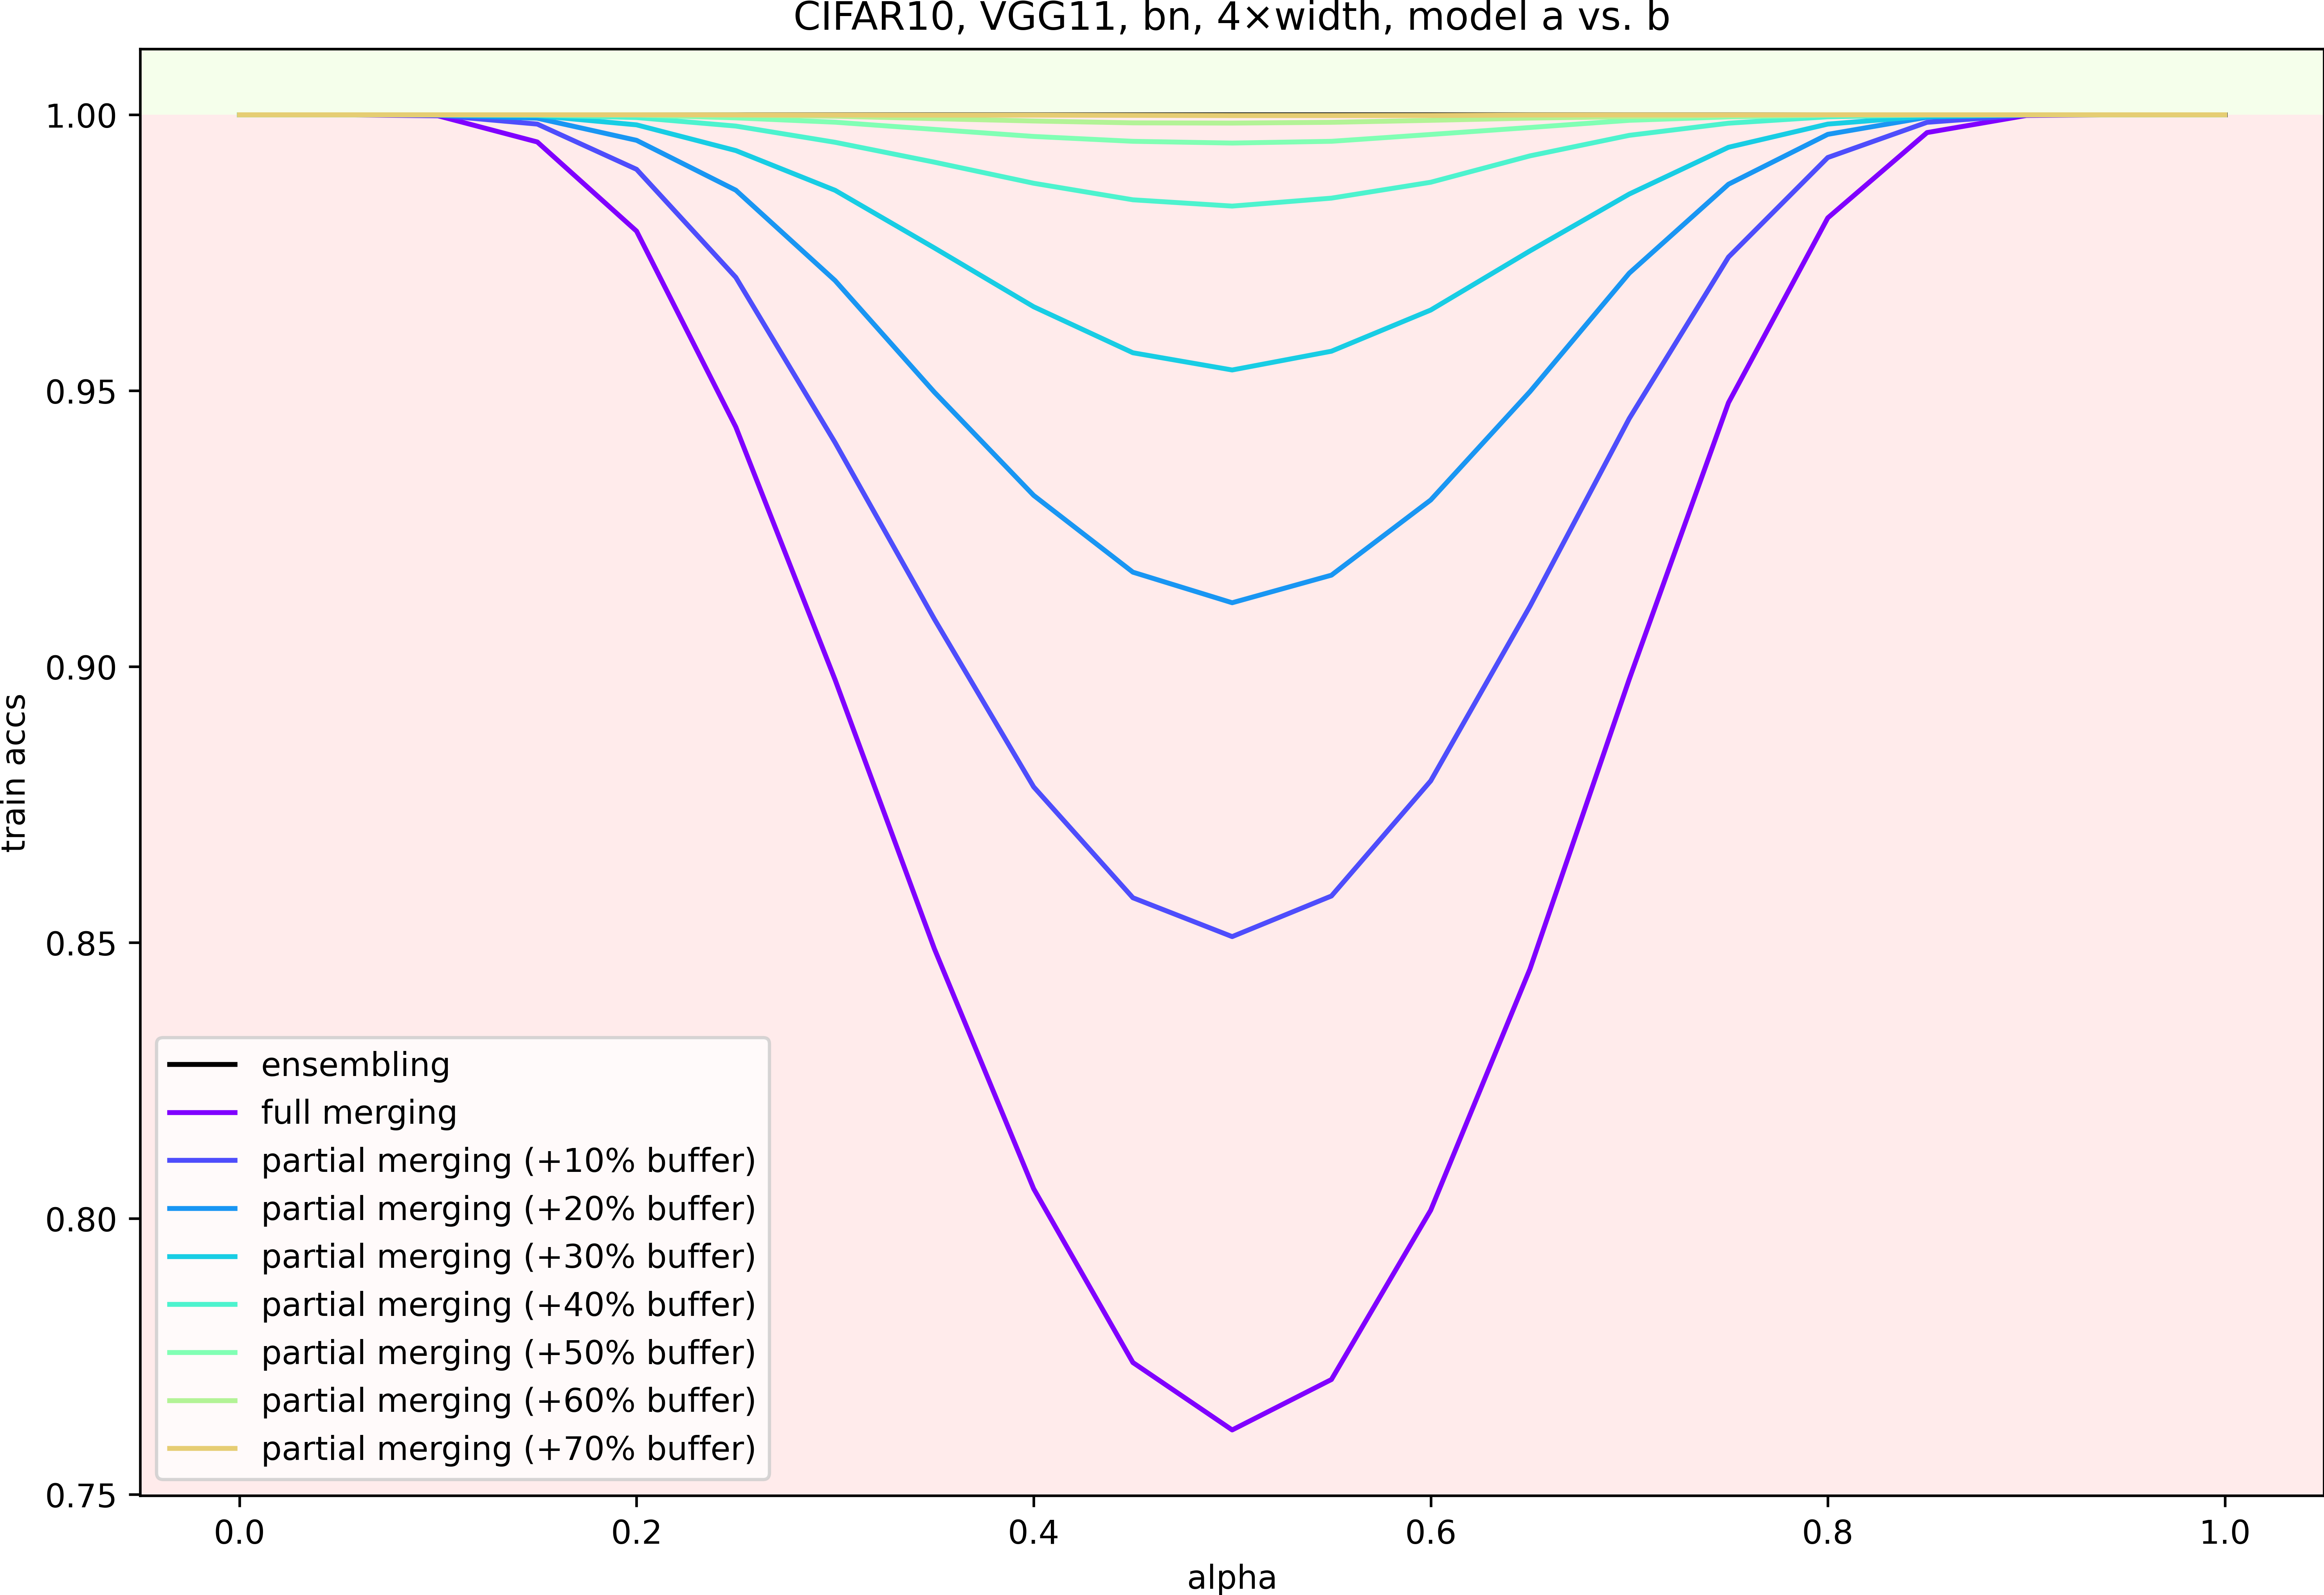 CIFAR10, VGG11, bn, 4×width, model a vs. b
train accs
1.00
0.95
0.90
0.85
0.80
0.75
ensembling
full merging
partial merging (+10% buffer)
partial merging (+20% buffer)
partial merging (+30% buffer)
partial merging (+40% buffer)
partial merging (+50% buffer)
partial merging (+60% buffer)
partial merging (+70% buffer)
0.0 0.2 0.4 0.6 0.8 1.0
alpha